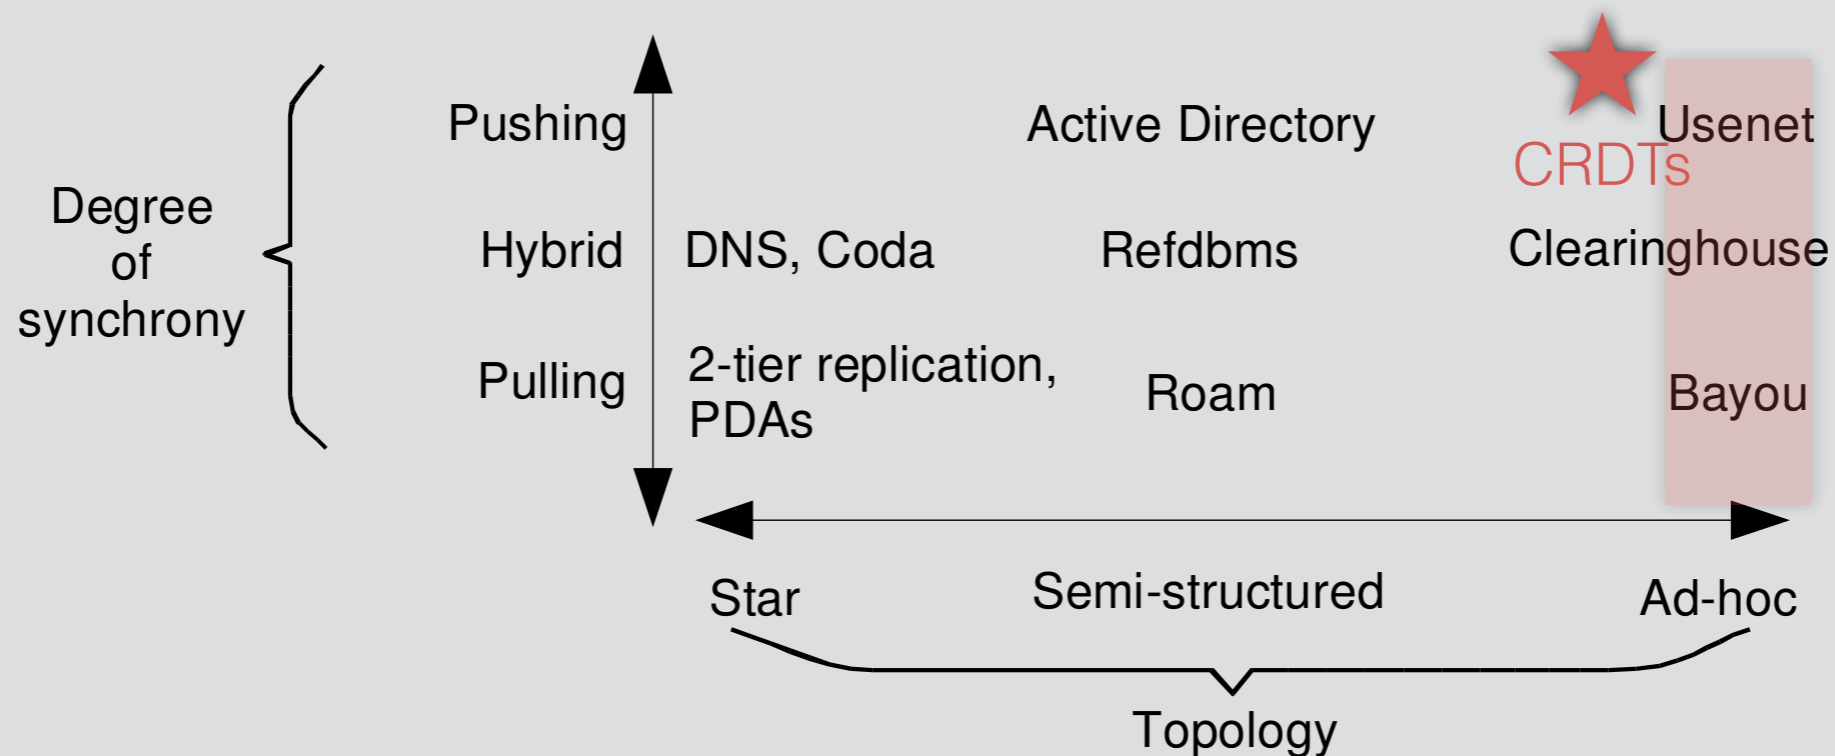 Pushing
Active Directory
Usenet
CRDTs
Degree
of
synchrony
Hybrid
DNS, Coda
Refdbms
Clearinghouse
Pulling
2-tier replication,
PDAs
Roam
Bayou
Star
Semi-structured
Ad-hoc
Topology